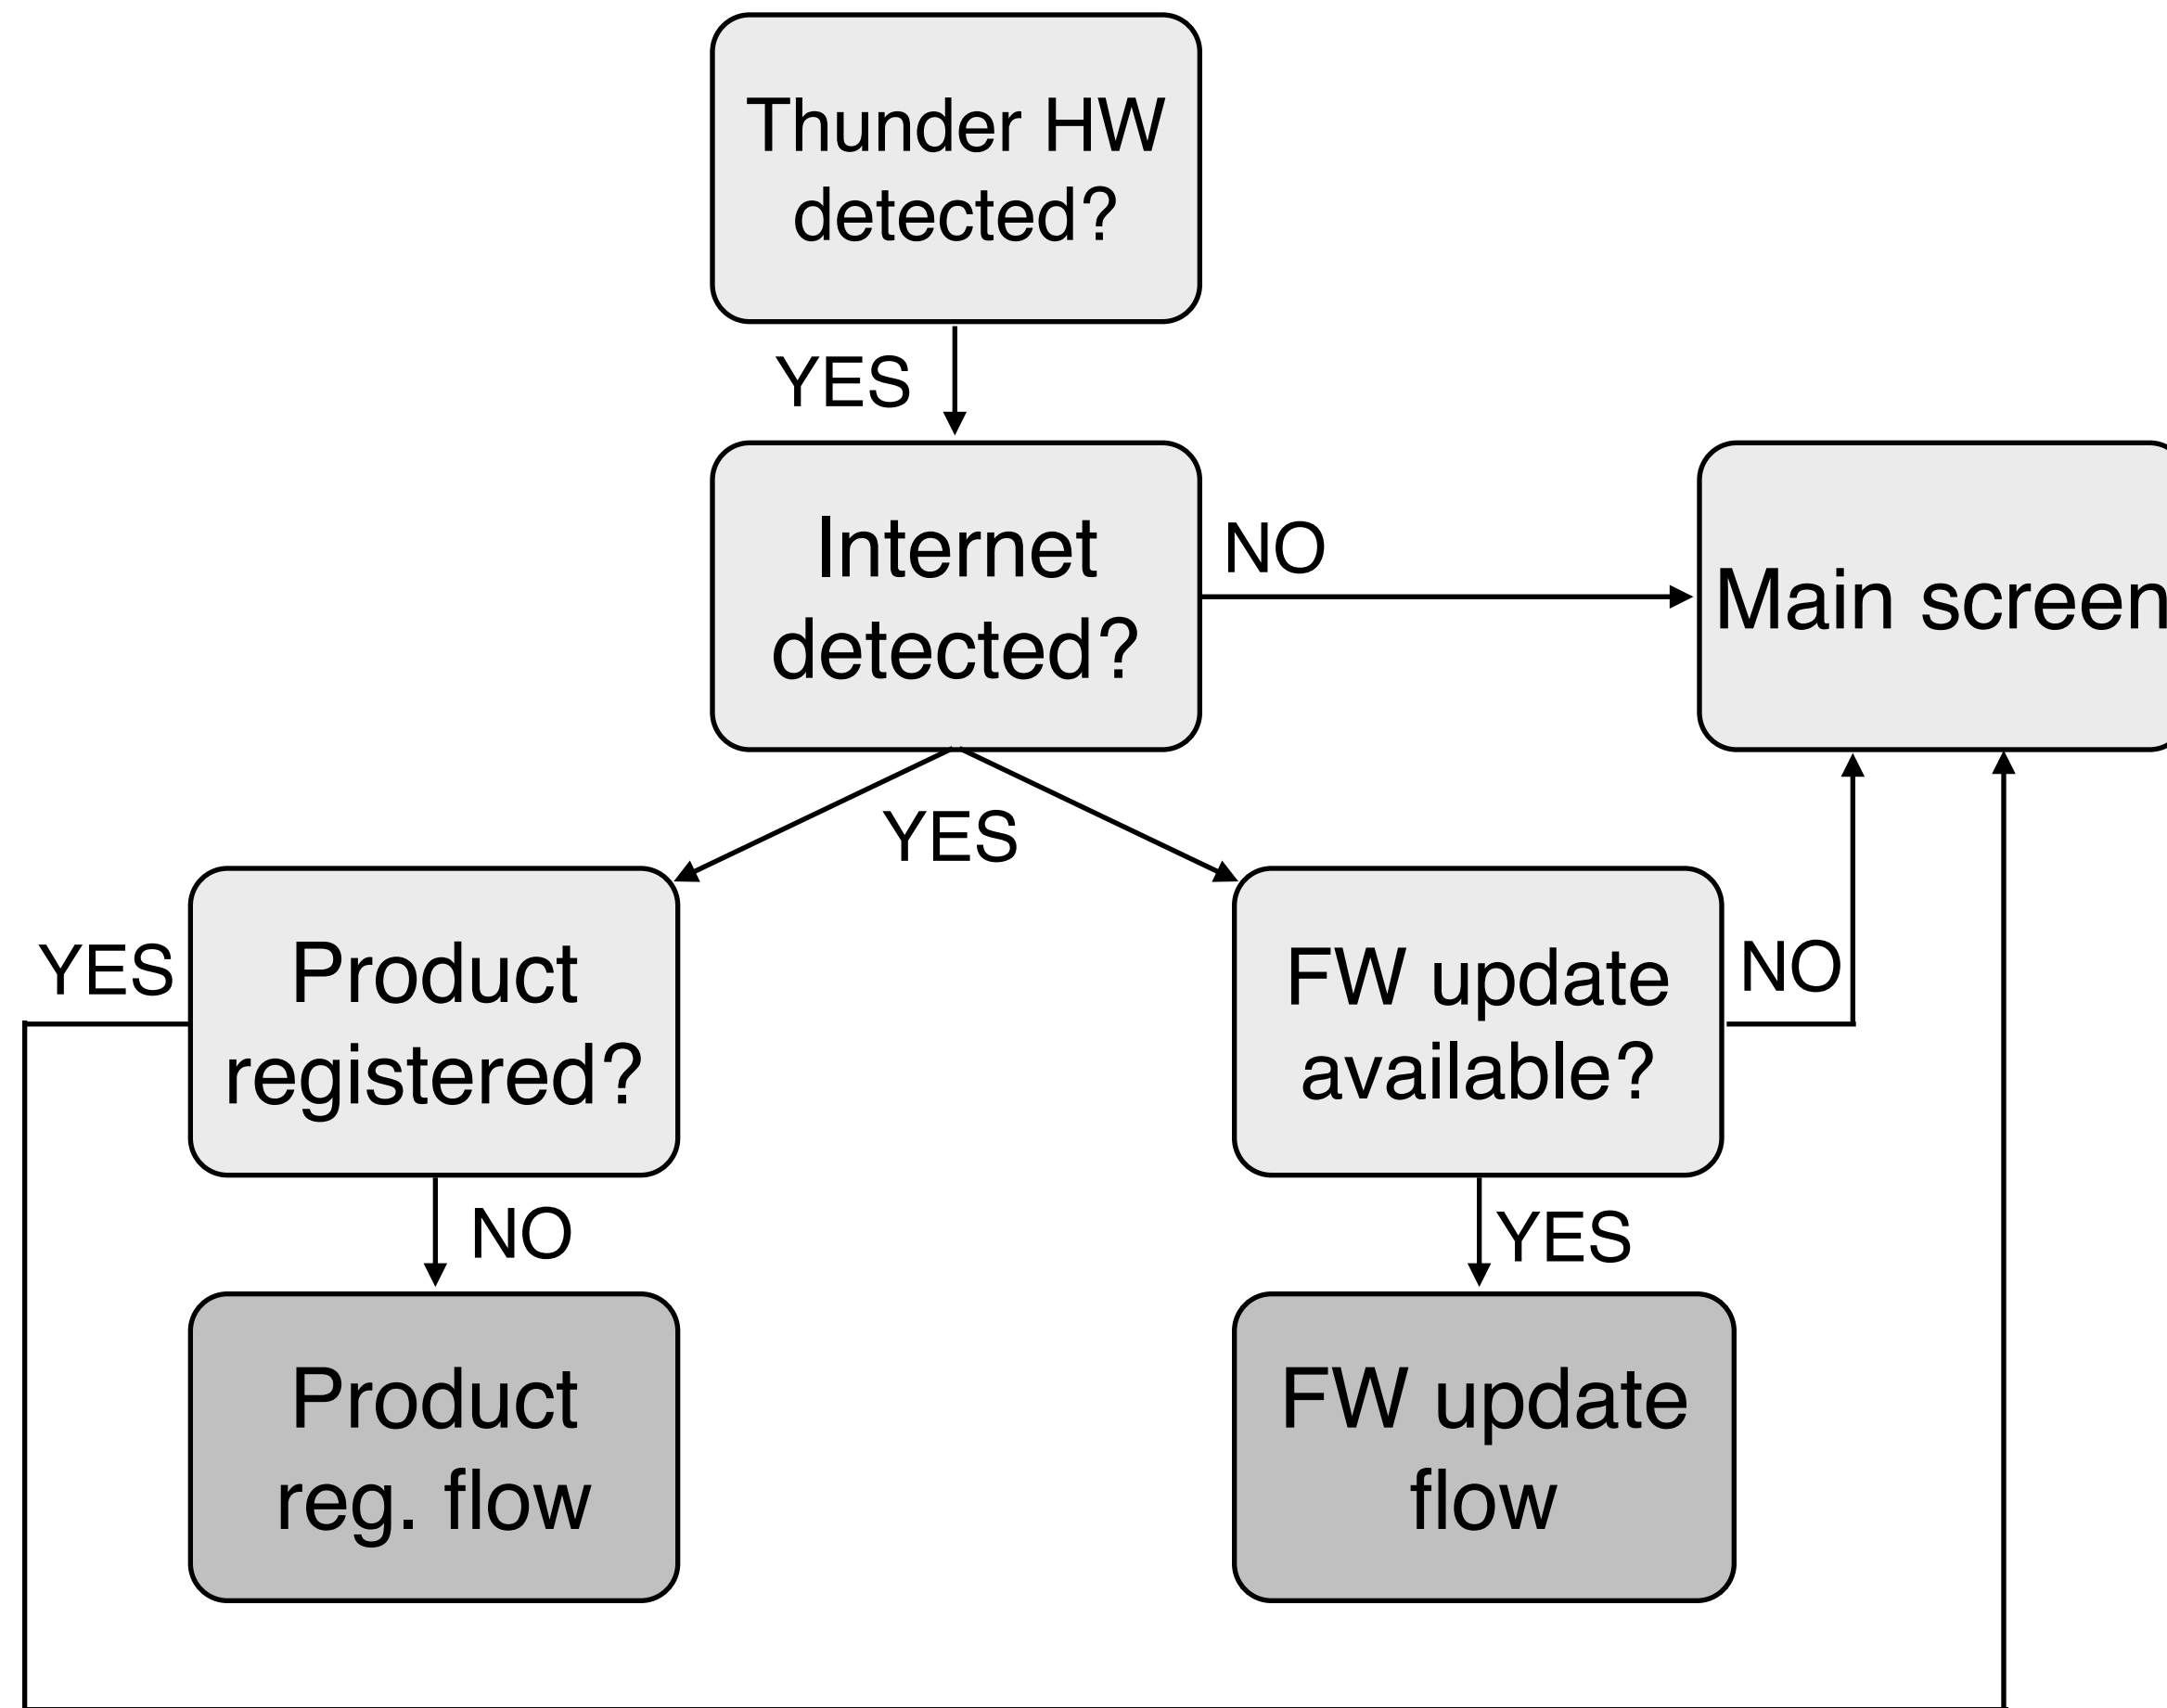 Thunder HW
detected?
YES
Internet
detected?
NO
Main screen
YES
YES
Product
registered?
FW update
available?
NO
NO
YES
Product
reg. flow
FW update
flow